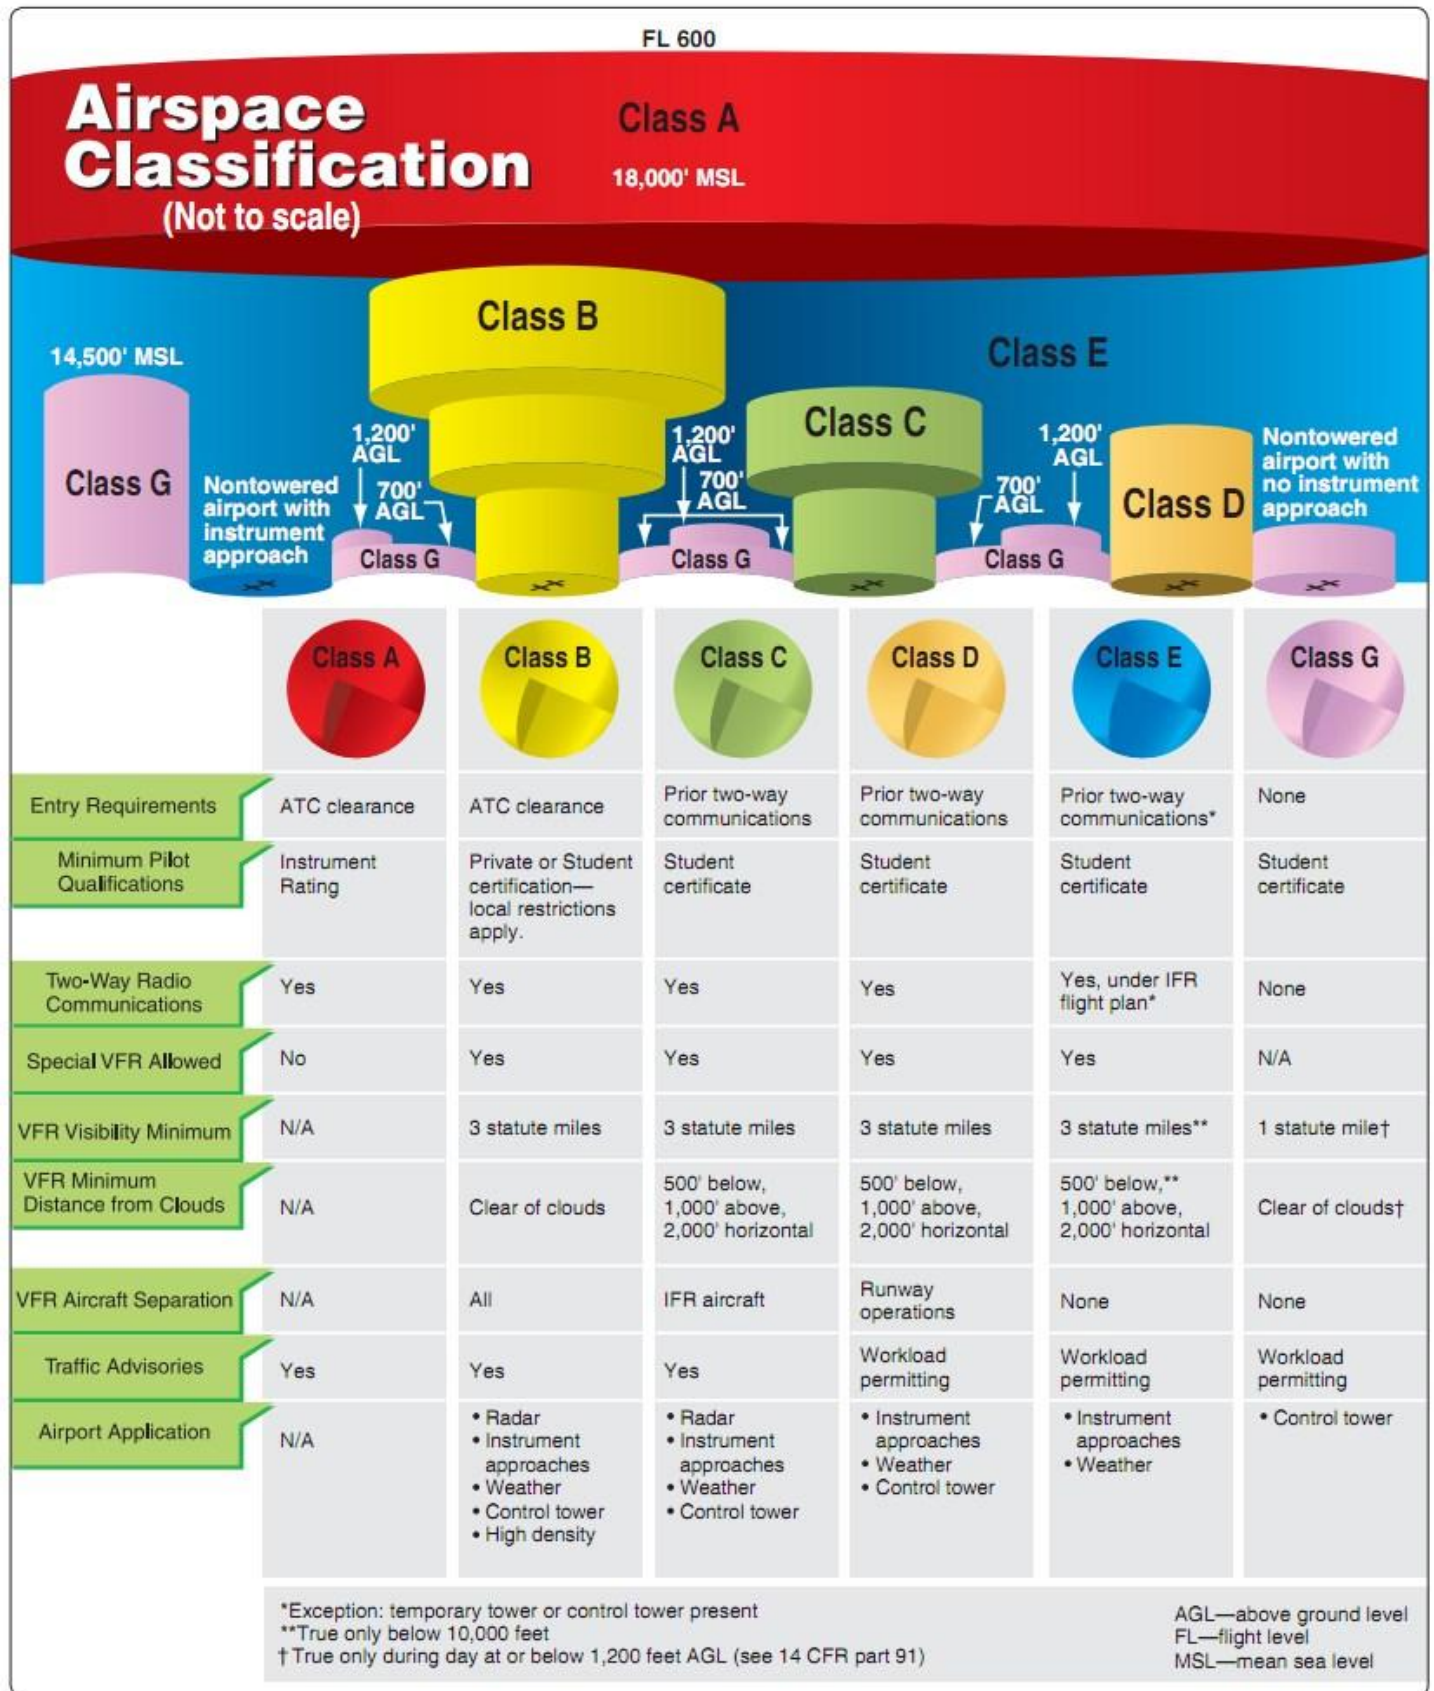 FL 600
Airspace
Classification
(Not to scale)
Class A
18,000' MSL
Class B
14,500' MSL
Class E
Class C
1,200'
AGL
1,200'
AGL
1,200'
AGL
Nontowered
airport with
no instrument
approach
Class G
Nontowered
airport with
instrument
approach
700'
AGL
700'
AGL
700'
AGL
Class D
Class G
Class G
Class G
Class A
Class B
Class C
Class D
Class E
Class G
Entry Requirements
ATC clearance
ATC clearance
Prior two-way
communications
Prior two-way
communications
Prior two-way
communications*
None
Minimum Pilot
Qualifications
Instrument
Rating
Private or Student
certification—
local restrictions
apply.
Student
certificate
Student
certificate
Student
certificate
Student
certificate
Two-Way Radio
Communications
Yes
Yes
Yes
Yes
Yes, under IFR
flight plan*
None
Special VFR Allowed
No
Yes
Yes
Yes
Yes
N/A
VFR Visibility Minimum
N/A
3 statute miles
3 statute miles
3 statute miles
3 statute miles**
1 statute mile†
VFR Minimum
Distance from Clouds
N/A
Clear of clouds
500' below,
1,000' above,
2,000' horizontal
500' below,
1,000' above,
2,000' horizontal
500' below,**
1,000' above,
2,000' horizontal
Clear of clouds†
VFR Aircraft Separation
N/A
All
IFR aircraft
Runway
operations
None
None
Traffic Advisories
Yes
Yes
Yes
Workload
permitting
Workload
permitting
Workload
permitting
Airport Application
N/A
• Radar
• Instrument
approaches
• Weather
• Control tower
• High density
• Radar
• Instrument
approaches
• Weather
• Control tower
• Instrument
approaches
• Weather
• Control tower
• Instrument
approaches
• Weather
• Control tower
*Exception: temporary tower or control tower present
**True only below 10,000 feet
† True only during day at or below 1,200 feet AGL (see 14 CFR part 91)
AGL—above ground level
FL—flight level
MSL—mean sea level